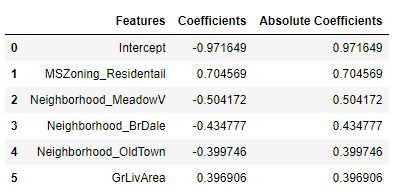 Features Coefficients Absolute Coefficients
0 Intercept -0.971649 0.971649
1 MSZoning_Residentail 0.704569 0.704569
2 Neighborhood_MeadowV -0.504172 0.504172
3 Neighborhood_BrDale -0.434777 0.434777
4 Neighborhood_OldTown -0.399746 0.399746
5 GrLivArea 0.396906 0.396906